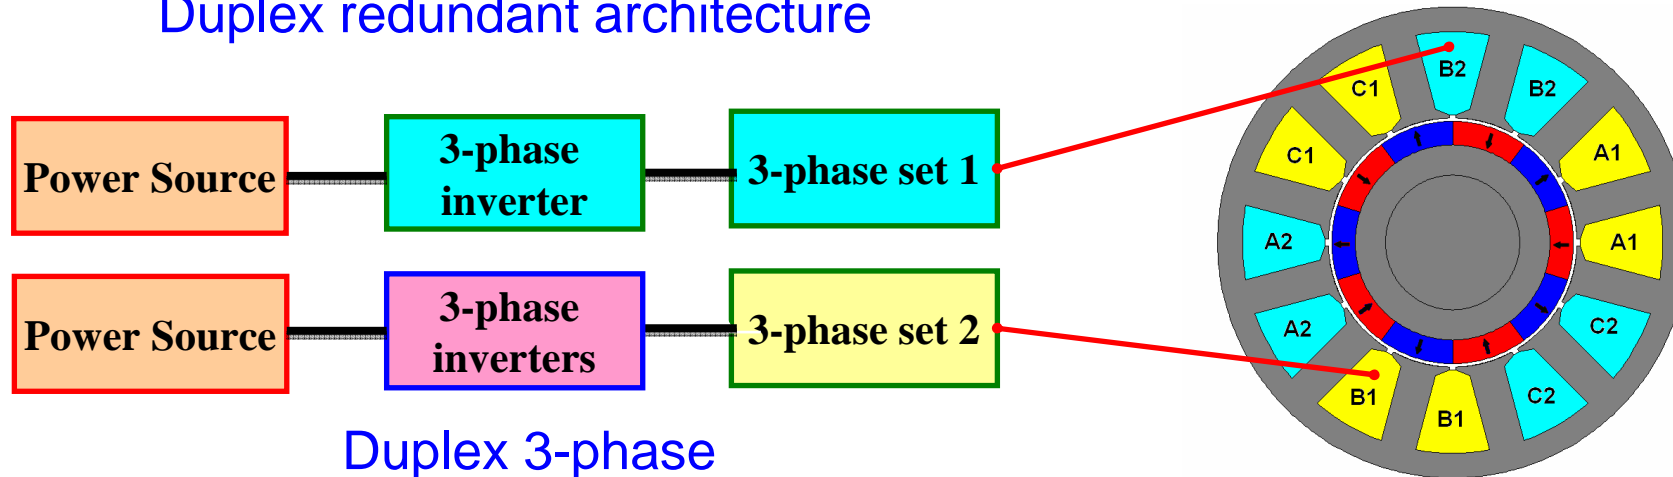 Duplex redundant architecture
Power Source
3-phase
inverter
3-phase set 1
Power Source
3-phase
inverters
3-phase set 2
Duplex 3-phase
B2
B2
C1
A1
C1
A2
A1
A2
C2
B1
B1
C2